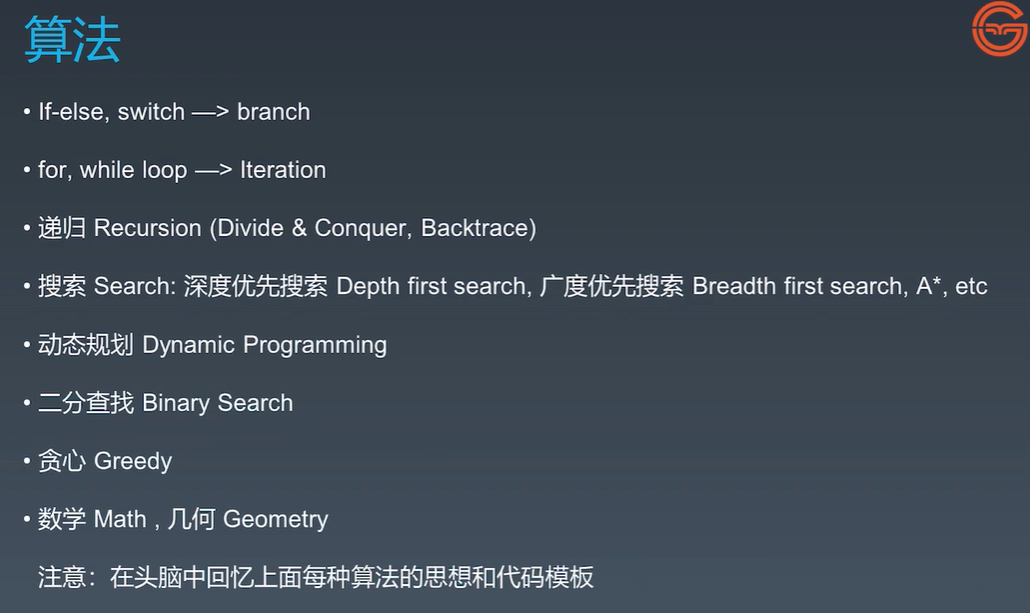 算法
• If-else, switch —> branch
• for, while loop —> Iteration
• 递归 Recursion (Divide & Conquer, Backtrace)
• 搜索 Search: 深度优先搜索 Depth first search, 广度优先搜索 Breadth first search, A*, etc
• 动态规划 Dynamic Programming
• 二分查找 Binary Search
• 贪心 Greedy
• 数学 Math , 几何 Geometry
注意：在头脑中回忆上面每种算法的思想和代码模板